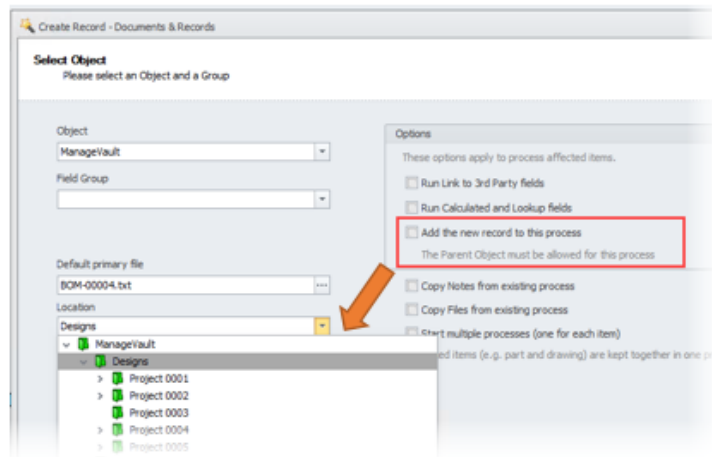 Create Record - Documents & Records
Select Object
Please select an Object and a Group
Object
ManageVault
Field Group
Default primary file
BOM-00004.txt
Location
Designs
ManageVault
Designs
Project 0001
Project 0002
Project 0003
Project 0004
Project 0005
Options
These options apply to process affected items.
Run Link to 3rd Party fields
Run Calculated and Lookup fields
Add the new record to this process
The Parent Object must be allowed for this process
Copy Notes from existing process
Copy Files from existing process
Start multiple processes (one for each item)
items (e.g. part and drawing) are kept together in one